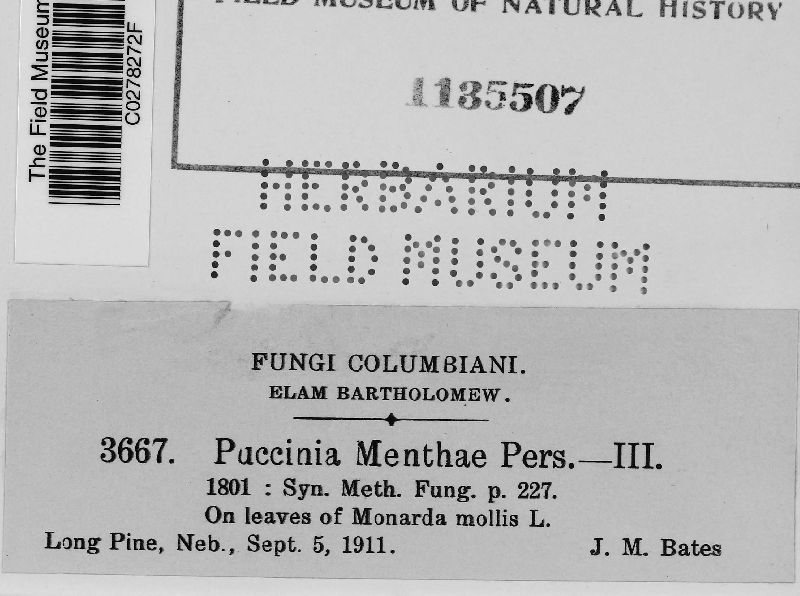 The Field Museum
C0278272F
FIELD MUSEUM OF NATURAL HISTORY
1135507
HERBARIUM
FIELD MUSEUM
FUNGI COLUMBIANI.
ELAM BARTHOLOMEW.
3667. Puccinia Menthae Pers.—III.
1801 : Syn. Meth. Fung. p. 227.
On leaves of Monarda mollis L.
Long Pine, Neb., Sept. 5, 1911. J. M. Bates